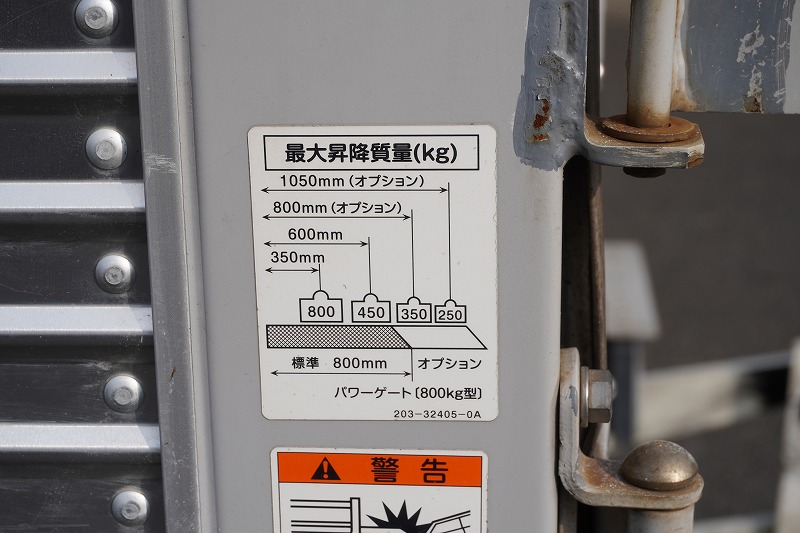 最大昇降質量(kg)
1050mm(オプション)
800mm(オプション)
600mm
350mm
800 450 350 250
標準 800mm オプション
パワーゲート〔800kg型〕
203-32405-0A
警告